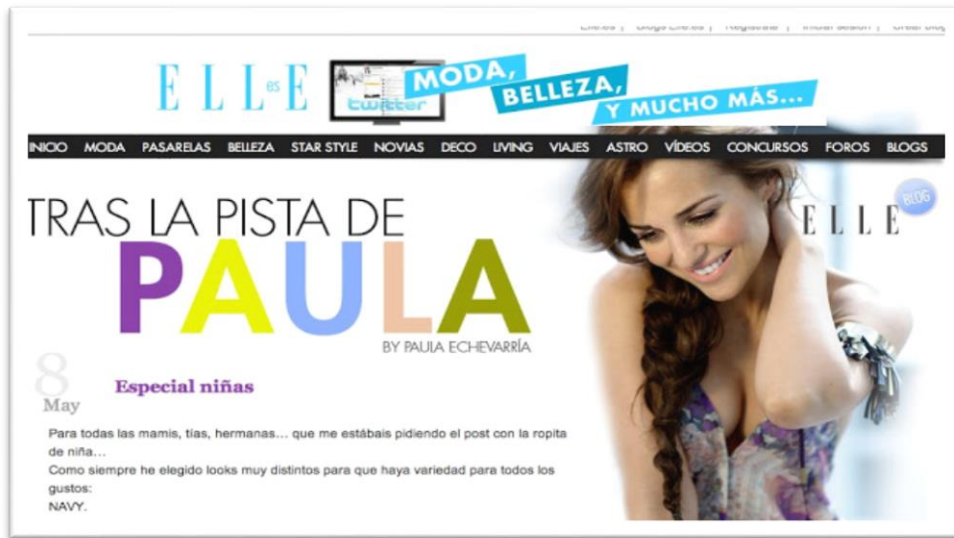 ELLE es
twitter
MODA,
BELLEZA,
Y MUCHO MÁS...
INICIO MODA PASARELAS BELLEZA STAR STYLE NOVIAS DECO LIVING VIAJES ASTRO VÍDEOS CONCURSOS FOROS BLOGS
TRAS LA PISTA DE
PAULA
BY PAULA ECHEVARRÍA
ELLE
BLOG
8
May
Especial niñas
Para todas las mamis, tías, hermanas... que me estábais pidiendo el post con la ropita
de niña...
Como siempre he elegido looks muy distintos para que haya variedad para todos los
gustos:
NAVY.